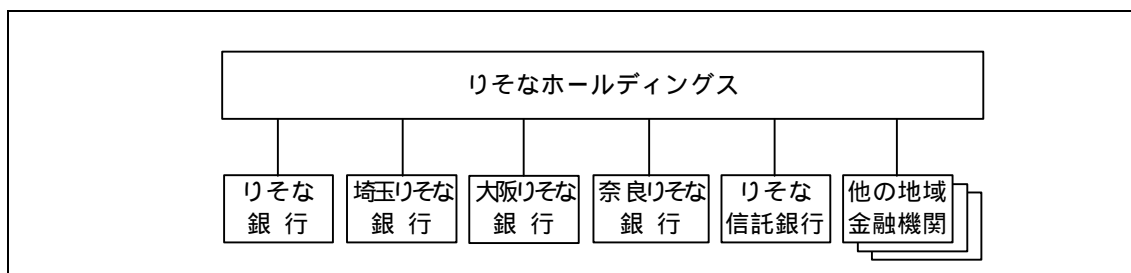 りそなホールディングス
りそな
銀 行
埼玉りそな
銀 行
大阪りそな
銀 行
奈良りそな
銀 行
りそな
信託銀行
他の地域
金融機関